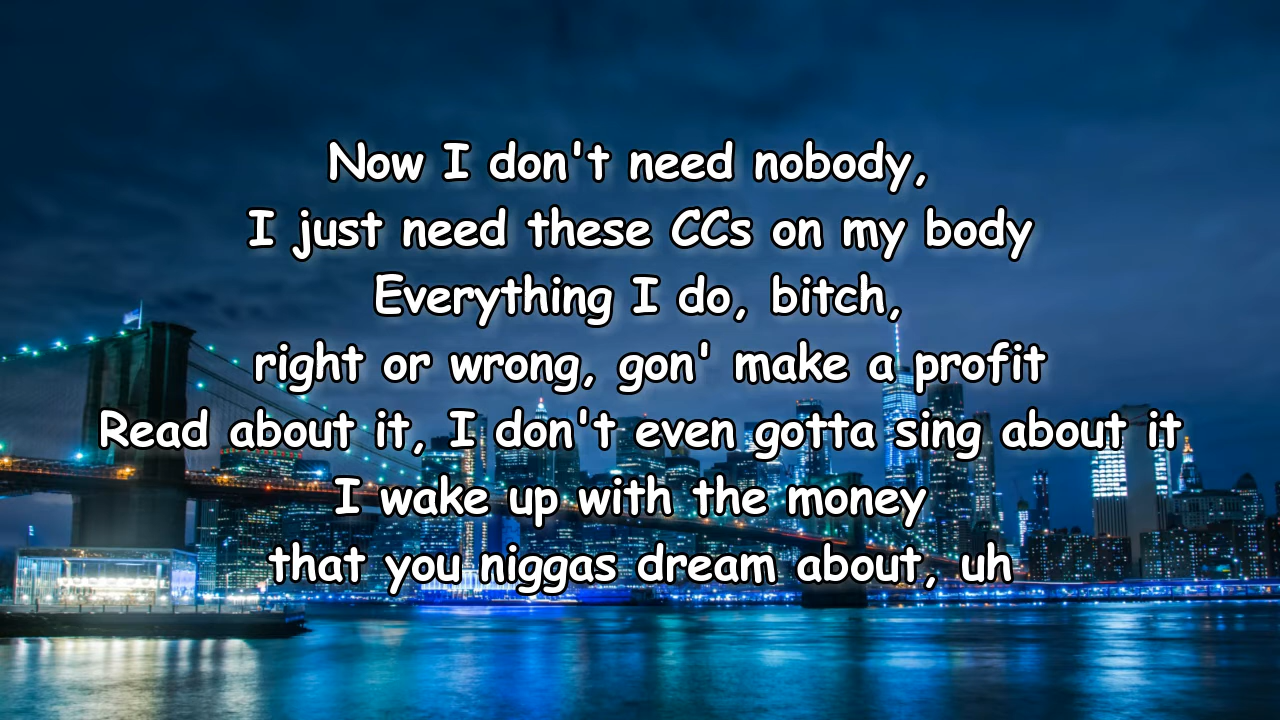 Now I don't need nobody,
I just need these CCs on my body
Everything I do, bitch,
right or wrong, gon' make a profit
Read about it, I don't even gotta sing about it
I wake up with the money
that you niggas dream about, uh